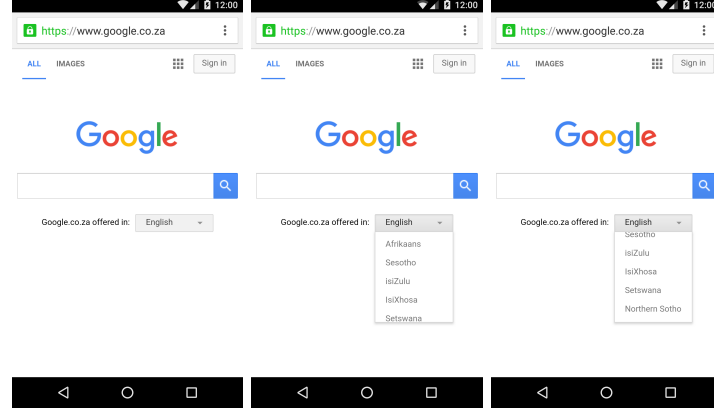 12:00
https://www.google.co.za
ALL IMAGES Sign in
Google
Google.co.za offered in: English
12:00
https://www.google.co.za
ALL IMAGES Sign in
Google
Google.co.za offered in: English
Afrikaans
Sesotho
isiZulu
IsiXhosa
Setswana
12:00
https://www.google.co.za
ALL IMAGES Sign in
Google
Google.co.za offered in: English
Sesotho
isiZulu
IsiXhosa
Setswana
Northern Sotho